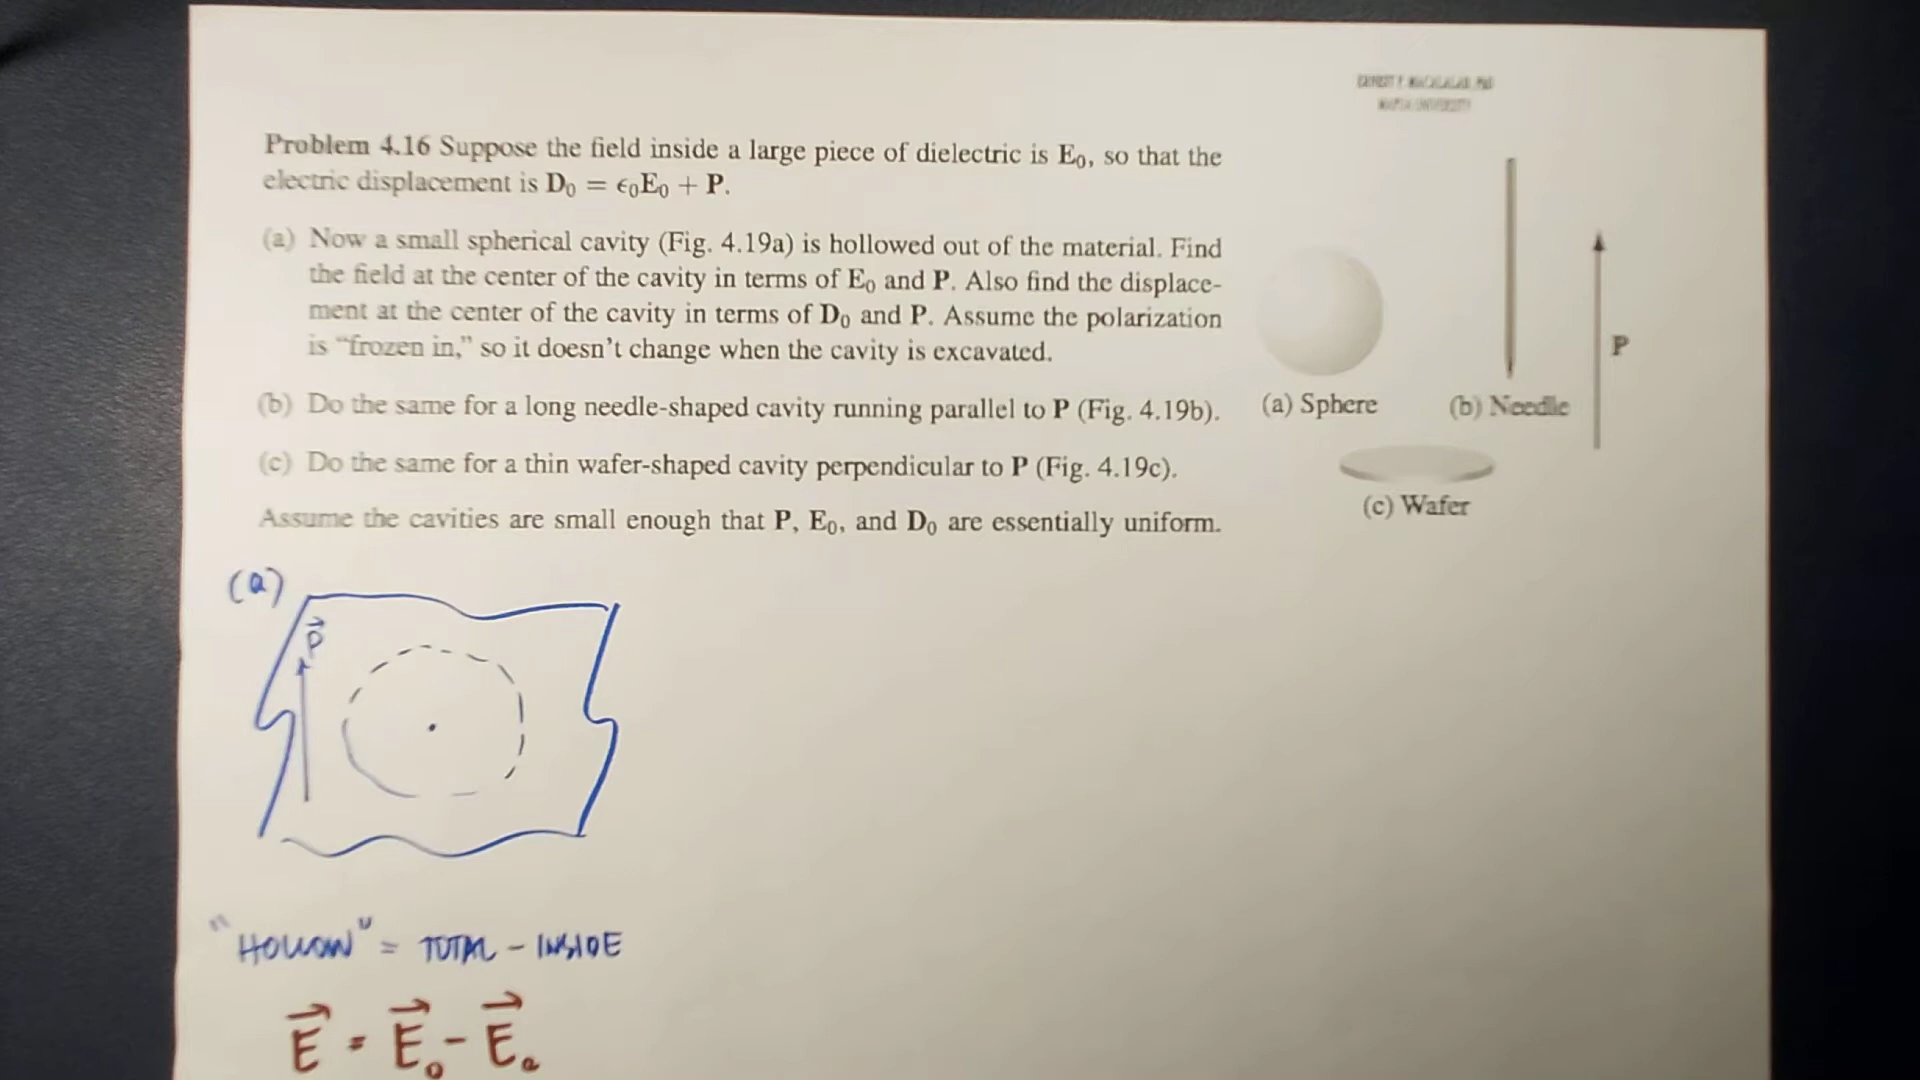 Problem 4.16 Suppose the field inside a large piece of dielectric is E₀, so that the
electric displacement is D₀ = ϵ₀E₀ + P.
(a) Now a small spherical cavity (Fig. 4.19a) is hollowed out of the material. Find
the field at the center of the cavity in terms of E₀ and P. Also find the displace-
ment at the center of the cavity in terms of D₀ and P. Assume the polarization
is “frozen in,” so it doesn’t change when the cavity is excavated.
(b) Do the same for a long needle-shaped cavity running parallel to P (Fig. 4.19b).
(c) Do the same for a thin wafer-shaped cavity perpendicular to P (Fig. 4.19c).
Assume the cavities are small enough that P, E₀, and D₀ are essentially uniform.
P
(a) Sphere
(b) Needle
(c) Wafer
(a)
P⃗
"HOLLOW" = TOTAL - INSIDE
E⃗ = E⃗₀ - E⃗